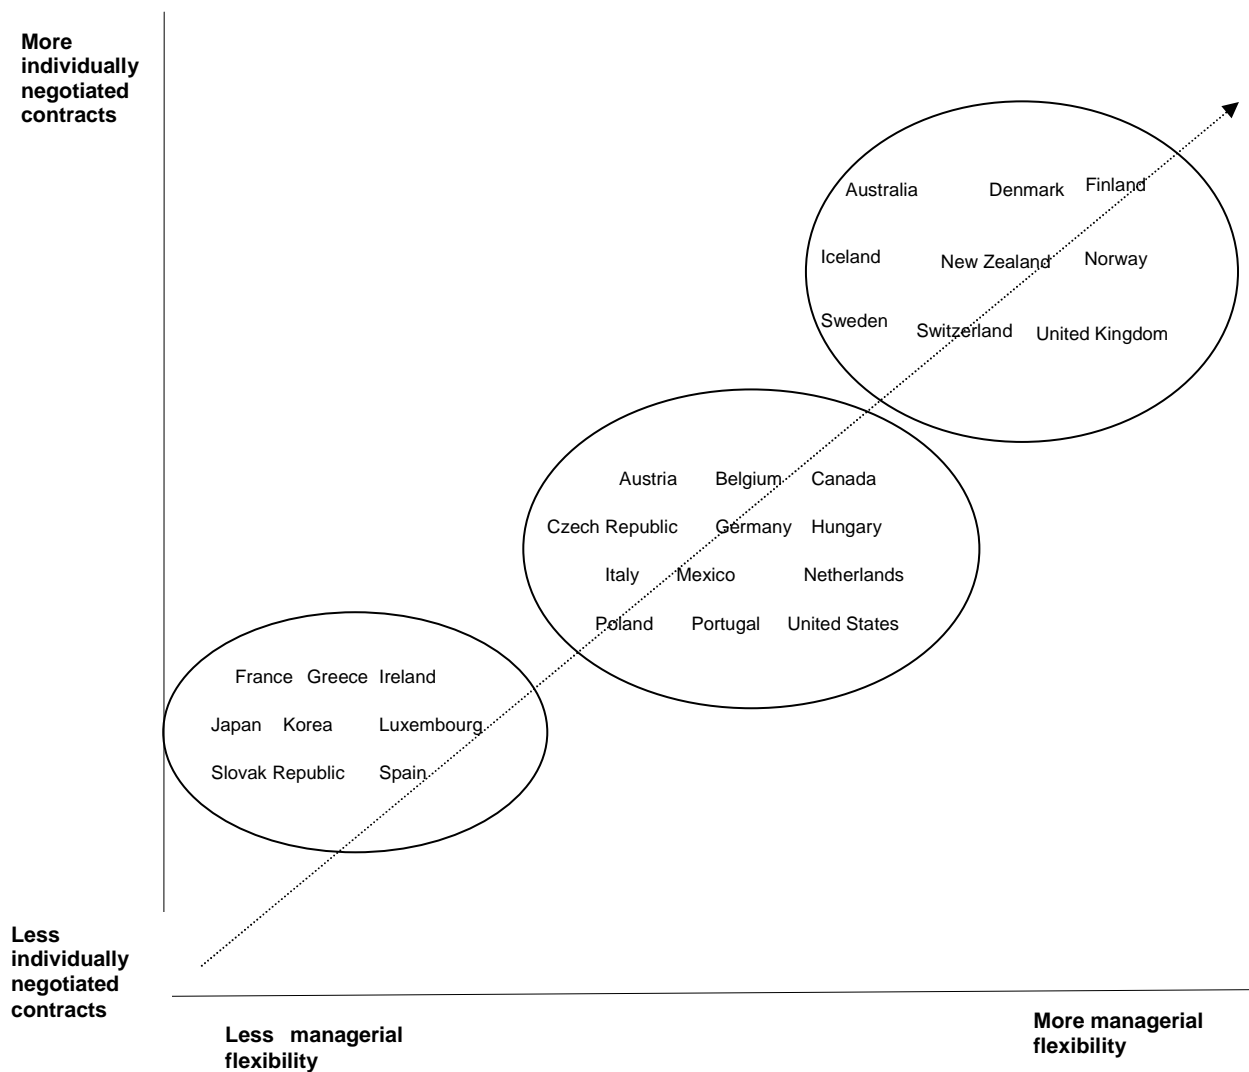 More
individually
negotiated
contracts
Australia Denmark Finland
Iceland New Zealand Norway
Sweden Switzerland United Kingdom
Austria Belgium Canada
Czech Republic Germany Hungary
Italy Mexico Netherlands
Poland Portugal United States
France Greece Ireland
Japan Korea Luxembourg
Slovak Republic Spain
Less
individually
negotiated
contracts
Less managerial
flexibility
More managerial
flexibility